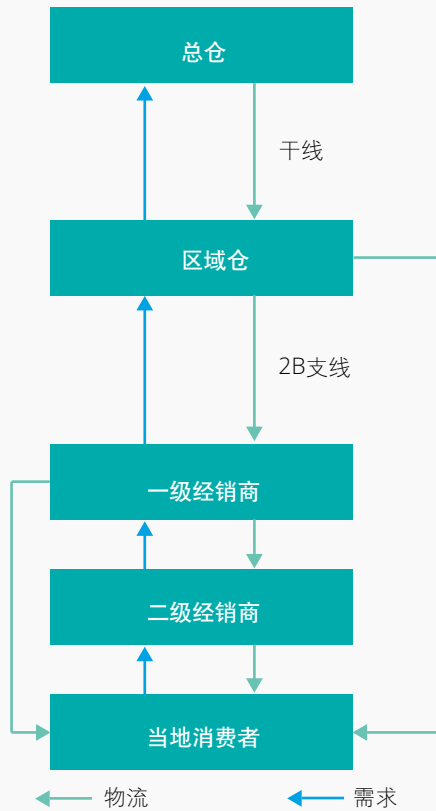 总仓
干线
区域仓
2B支线
一级经销商
二级经销商
当地消费者
物流
需求